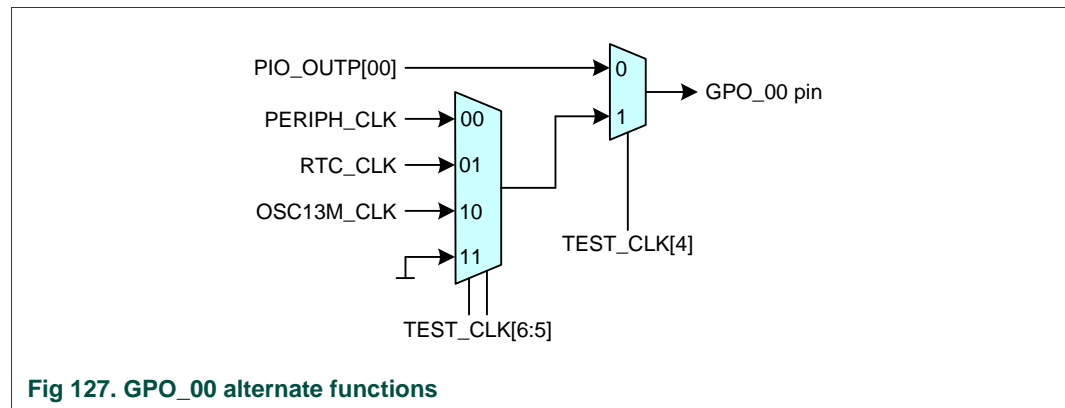 PIO_OUTP[00]
0
GPO_00 pin
PERIPH_CLK
00
1
RTC_CLK
01
OSC13M_CLK
10
TEST_CLK[4]
11
TEST_CLK[6:5]
Fig 127. GPO_00 alternate functions